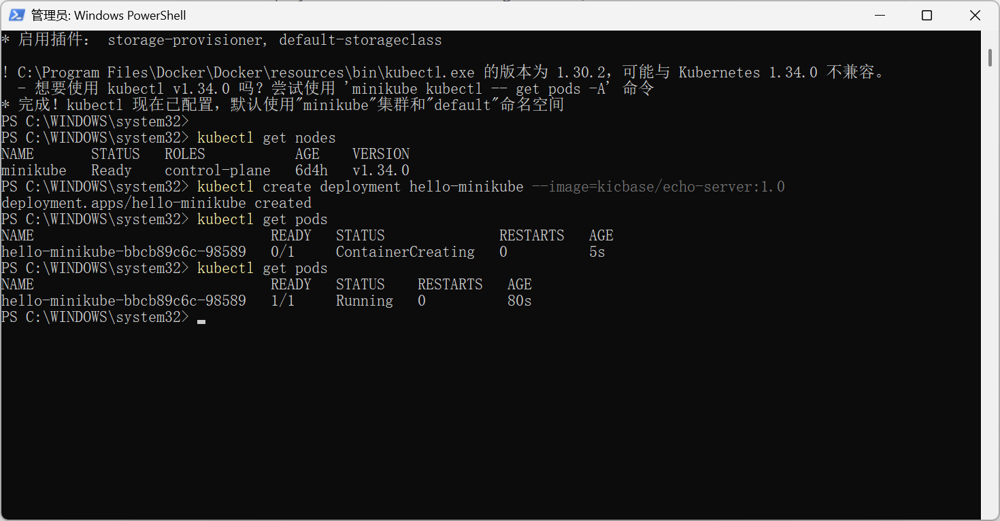 管理员: Windows PowerShell
* 启用插件： storage-provisioner, default-storageclass
! C:\Program Files\Docker\Docker\resources\bin\kubectl.exe 的版本为 1.30.2，可能与 Kubernetes 1.34.0 不兼容。
- 想要使用 kubectl v1.34.0 吗？尝试使用 'minikube kubectl -- get pods -A' 命令
* 完成！kubectl 现在已配置，默认使用"minikube"集群和"default"命名空间
PS C:\WINDOWS\system32>
PS C:\WINDOWS\system32> kubectl get nodes
NAME STATUS ROLES AGE VERSION
minikube Ready control-plane 6d4h v1.34.0
PS C:\WINDOWS\system32> kubectl create deployment hello-minikube --image=kicbase/echo-server:1.0
deployment.apps/hello-minikube created
PS C:\WINDOWS\system32> kubectl get pods
NAME READY STATUS RESTARTS AGE
hello-minikube-bbcb89c6c-98589 0/1 ContainerCreating 0 5s
PS C:\WINDOWS\system32> kubectl get pods
NAME READY STATUS RESTARTS AGE
hello-minikube-bbcb89c6c-98589 1/1 Running 0 80s
PS C:\WINDOWS\system32>